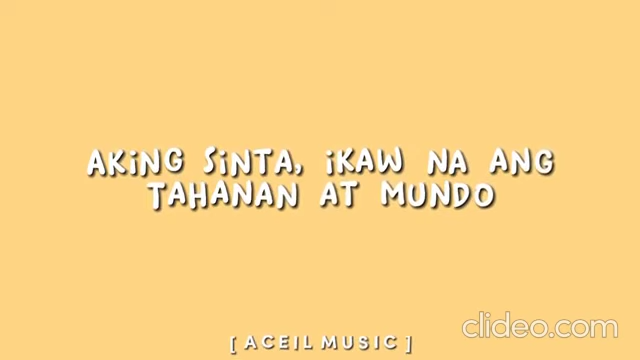 AKiNG SiNTA, iKAW NA ANG
TAHANAN AT MUNDO
[ ACEIL MUSIC ]
clideo.com